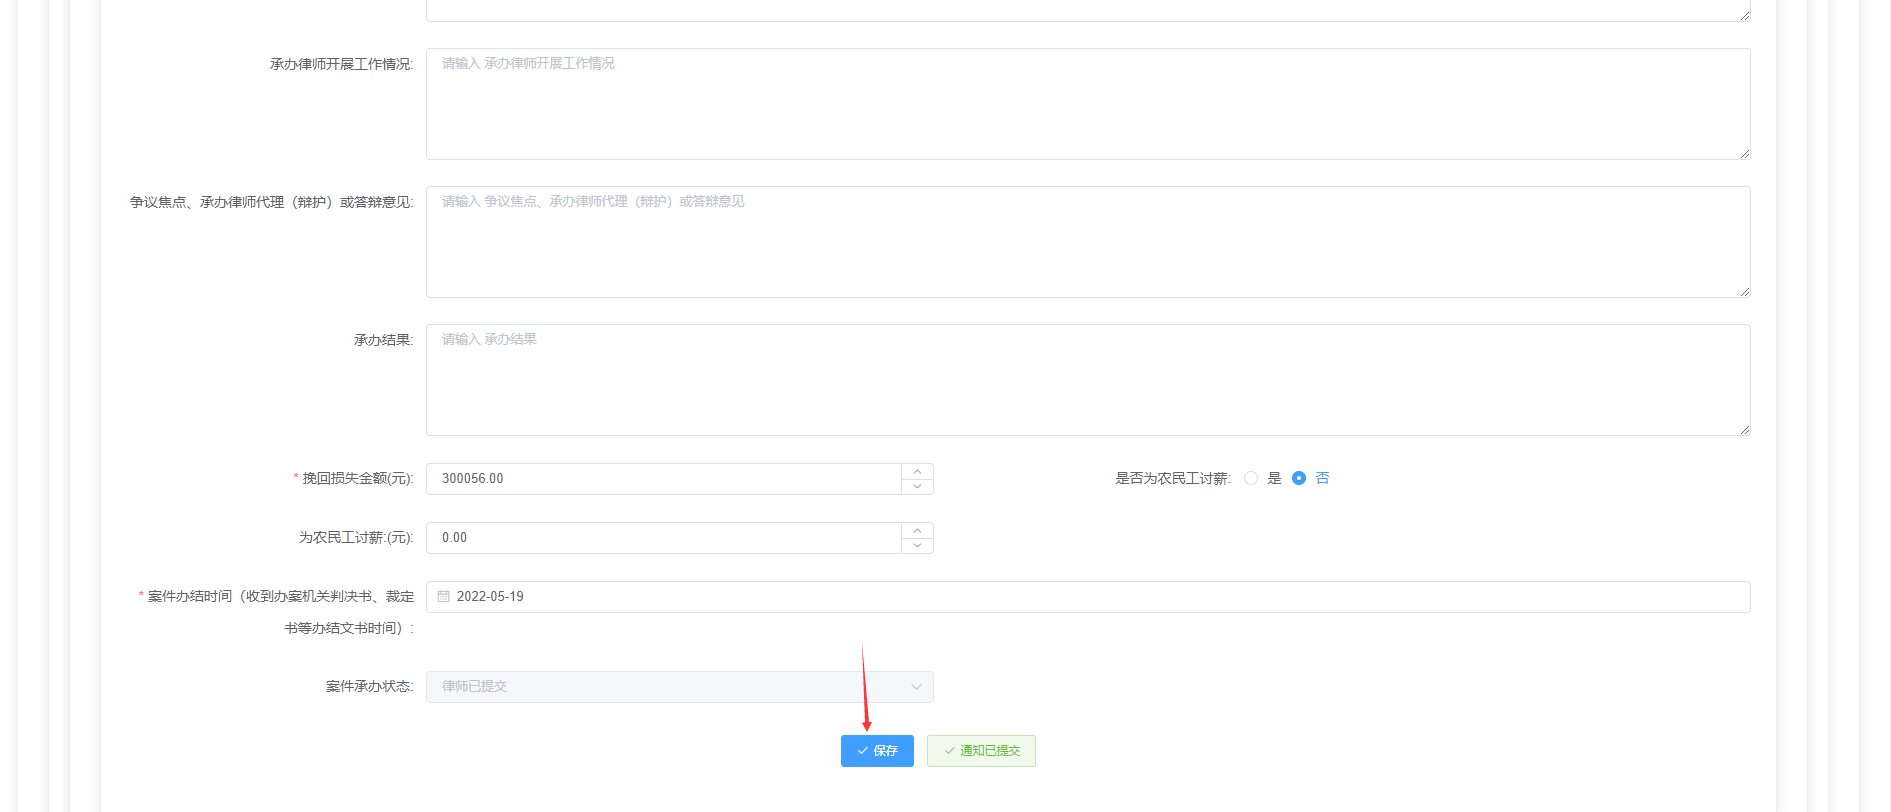 承办律师开展工作情况: 请输入 承办律师开展工作情况
争议焦点、承办律师代理（辩护）或答辩意见: 请输入 争议焦点、承办律师代理（辩护）或答辩意见
承办结果: 请输入 承办结果
* 挽回损失金额(元): 300056.00 是否为农民工讨薪: 是 否
为农民工讨薪:(元): 0.00
* 案件办结时间（收到办案机关判决书、裁定 2022-05-19
书等办结文书时间）:
案件承办状态: 律师已提交
保存 通知已提交